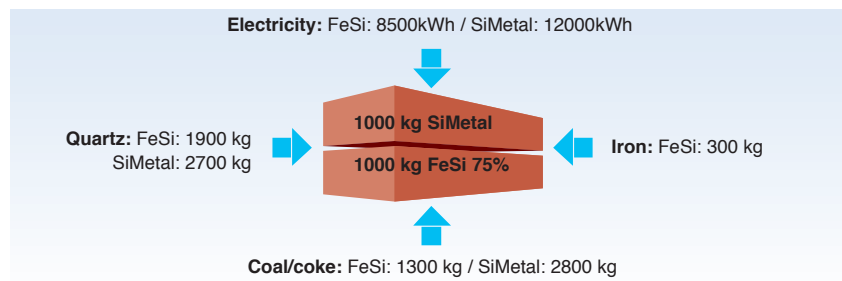 Electricity: FeSi: 8500kWh / SiMetal: 12000kWh
1000 kg SiMetal
Quartz: FeSi: 1900 kg
SiMetal: 2700 kg
Iron: FeSi: 300 kg
1000 kg FeSi 75%
Coal/coke: FeSi: 1300 kg / SiMetal: 2800 kg